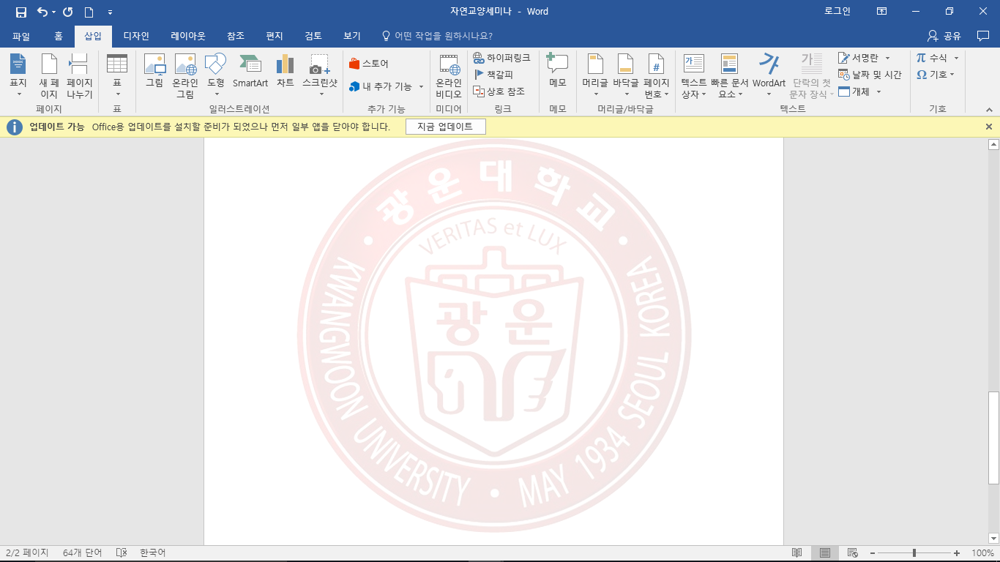 자연교양세미나 - Word
로그인
파일 홈 삽입 디자인 레이아웃 참조 편지 검토 보기 어떤 작업을 원하시나요? 공유
표지
새 페이지
페이지 나누기
페이지
표
표
그림
온라인 그림
도형
SmartArt
차트
스크린샷
일러스트레이션
스토어
내 추가 기능
추가 기능
온라인 비디오
미디어
하이퍼링크
책갈피
상호 참조
링크
메모
메모
머리글
바닥글
페이지 번호
머리글/바닥글
텍스트 상자
빠른 문서 요소
WordArt
단락의 첫 문자 장식
서명란
날짜 및 시간
개체
텍스트
π 수식
Ω 기호
기호
업데이트 가능 Office용 업데이트를 설치할 준비가 되었으나 먼저 일부 앱을 닫아야 합니다. 지금 업데이트
광운대학교
VERITAS et LUX
광운
KWANGWOON UNIVERSITY • MAY 1934 SEOUL KOREA
2/2 페이지 64개 단어 한국어 100%